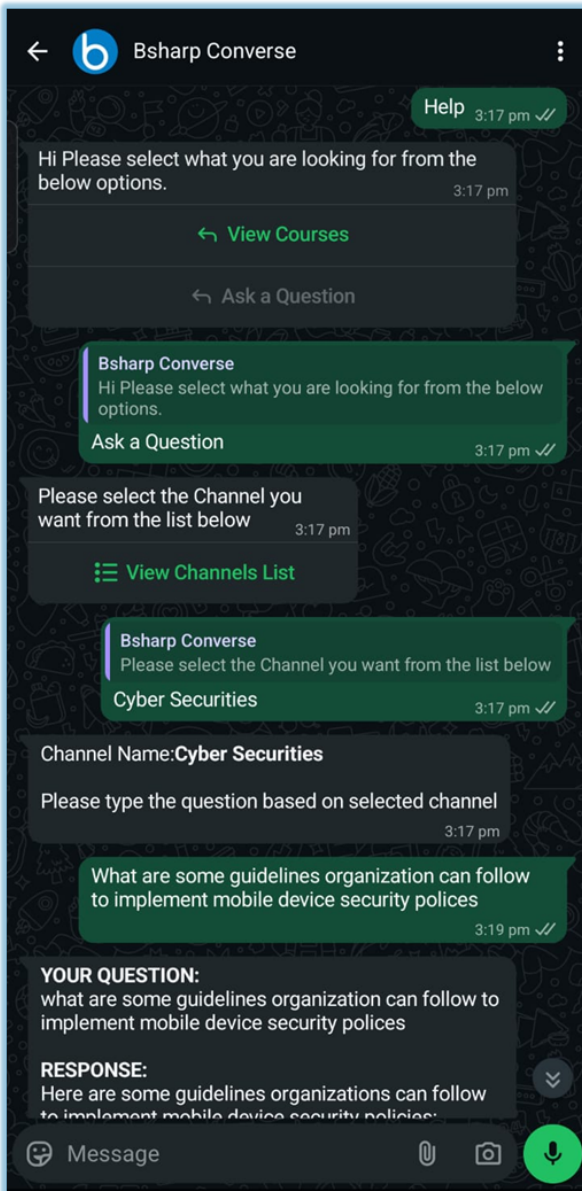 Bsharp Converse
Help 3:17 pm
Hi Please select what you are looking for from the
below options.
3:17 pm
View Courses
Ask a Question
Bsharp Converse
Hi Please select what you are looking for from the below
options.
Ask a Question
3:17 pm
Please select the Channel you
want from the list below
3:17 pm
View Channels List
Bsharp Converse
Please select the Channel you want from the list below
Cyber Securities
3:17 pm
Channel Name:Cyber Securities
Please type the question based on selected channel
3:17 pm
What are some guidelines organization can follow
to implement mobile device security polices
3:19 pm
YOUR QUESTION:
what are some guidelines organization can follow to
implement mobile device security polices
RESPONSE:
Here are some guidelines organizations can follow
to implement mobile device security policies:
Message